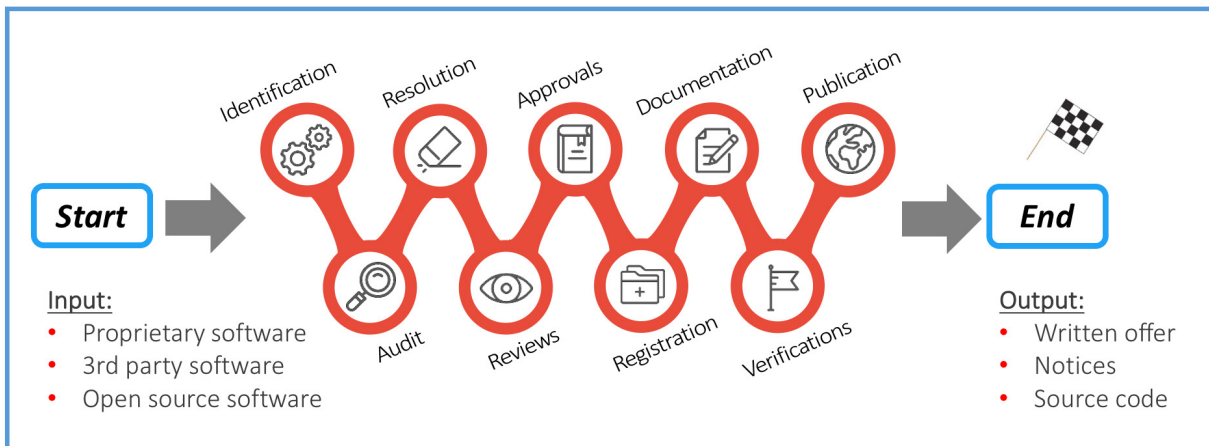 Identification
Resolution
Approvals
Documentation
Publication
Start
End
Audit
Reviews
Registration
Verifications
Input:
• Proprietary software
• 3rd party software
• Open source software
Output:
• Written offer
• Notices
• Source code